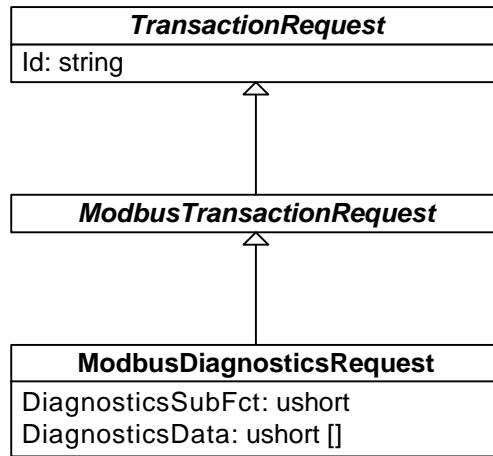 TransactionRequest
Id: string
ModbusTransactionRequest
ModbusDiagnosticsRequest
DiagnosticsSubFct: ushort
DiagnosticsData: ushort []